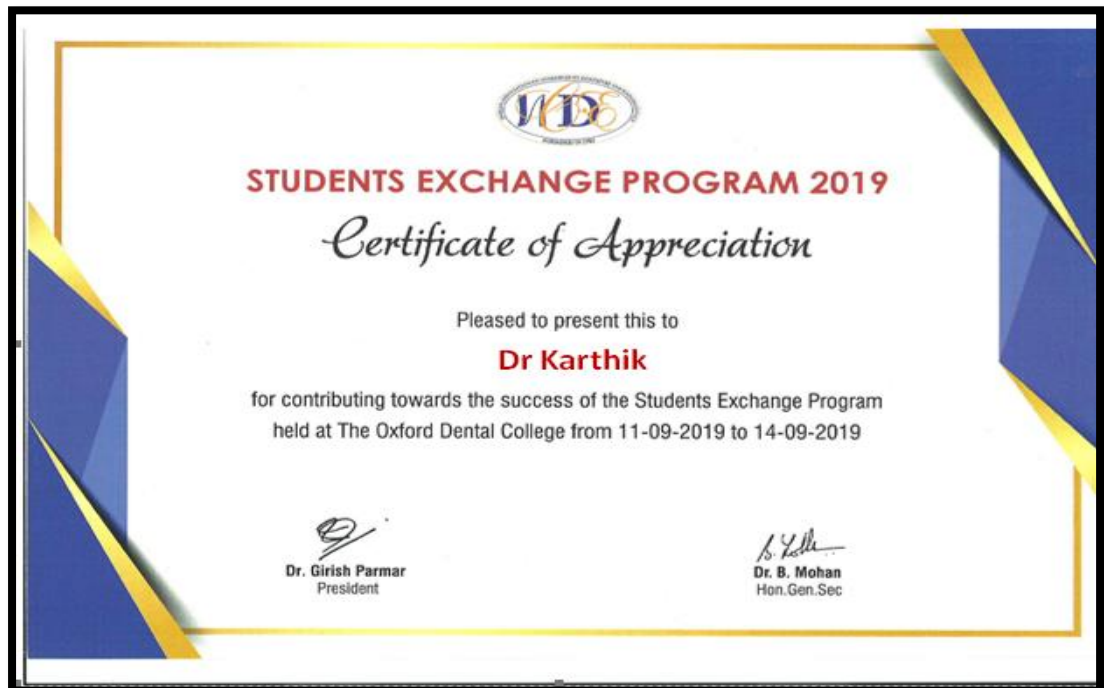 STUDENTS EXCHANGE PROGRAM 2019
Certificate of Appreciation
Pleased to present this to
Dr Karthik
for contributing towards the success of the Students Exchange Program
held at The Oxford Dental College from 11-09-2019 to 14-09-2019
Dr. Girish Parmar
President
Dr. B. Mohan
Hon.Gen.Sec